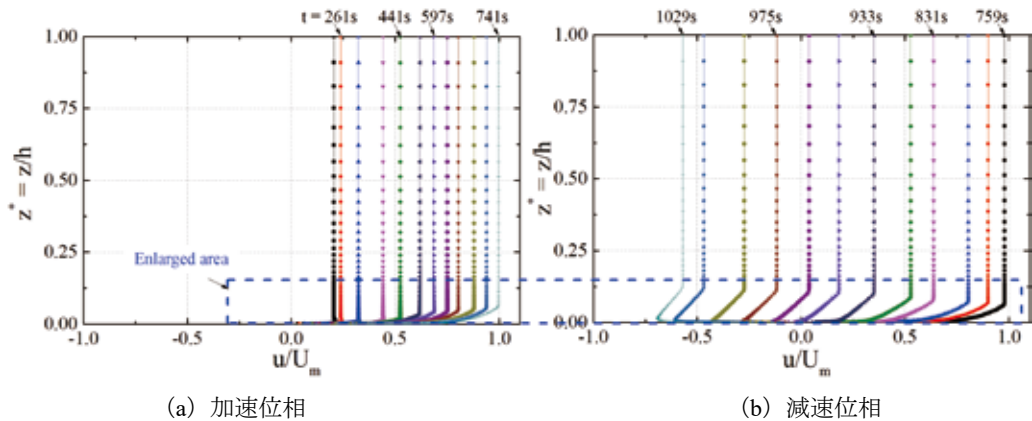 t = 261s 441s 597s 741s
1.00
0.75
0.50
0.25
0.00
z* = z/h
Enlarged area
-1.0 -0.5 0.0 0.5 1.0
u/Um
(a) 加速位相
1029s 975s 933s 831s 759s
1.00
0.75
0.50
0.25
0.00
z* = z/h
-1.0 -0.5 0.0 0.5 1.0
u/Um
(b) 減速位相